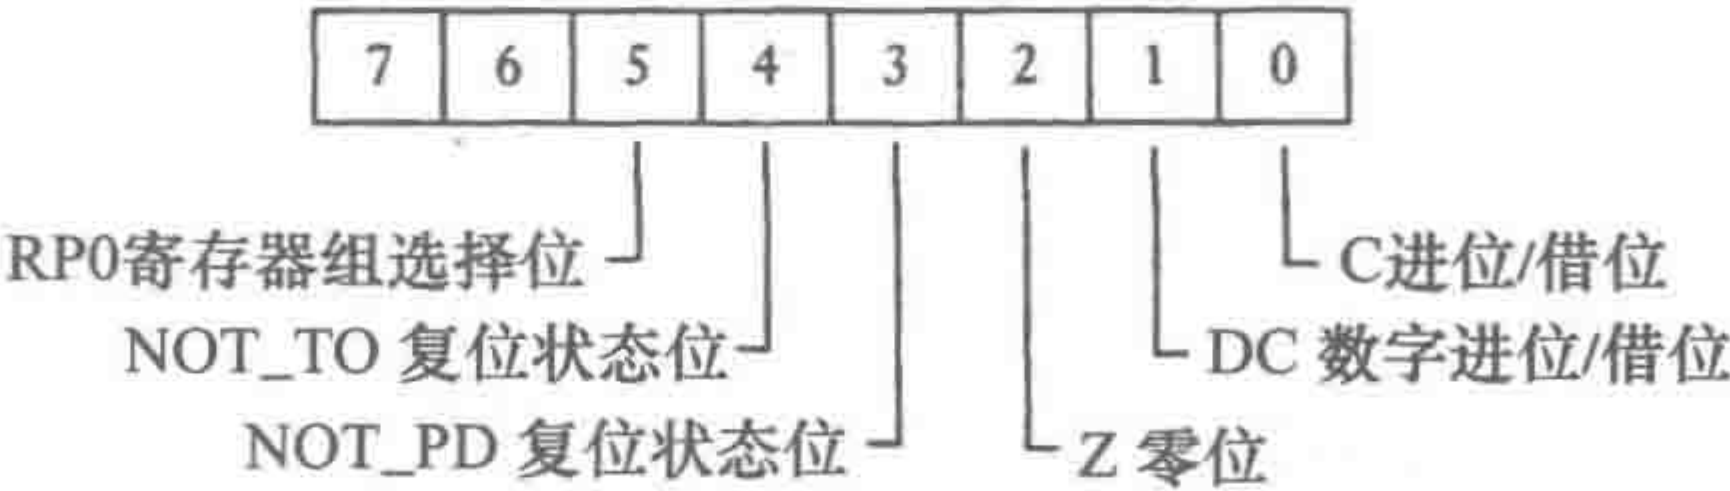 7 6 5 4 3 2 1 0
RP0寄存器组选择位
C进位/借位
NOT_TO 复位状态位
DC 数字进位/借位
NOT_PD 复位状态位
Z 零位